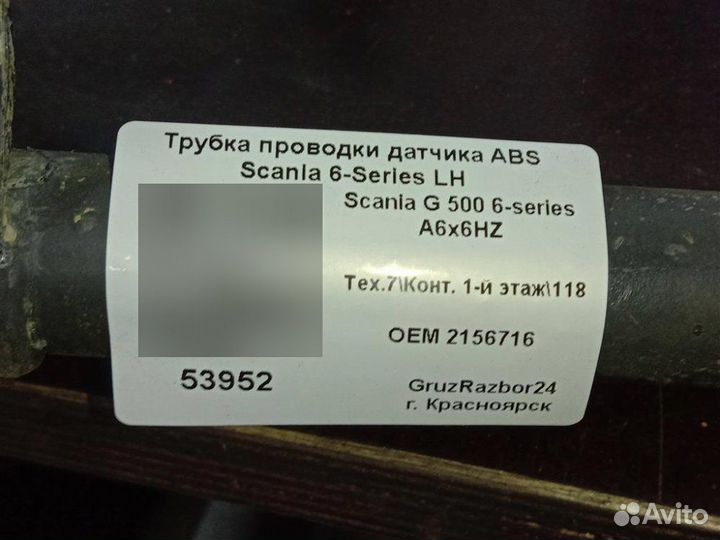 Трубка проводки датчика ABS
Scania 6-Series LH
Scania G 500 6-series
A6x6HZ
Тех.7\Конт. 1-й этаж\118
OEM 2156716
53952
GruzRazbor24
г. Красноярск
Avito